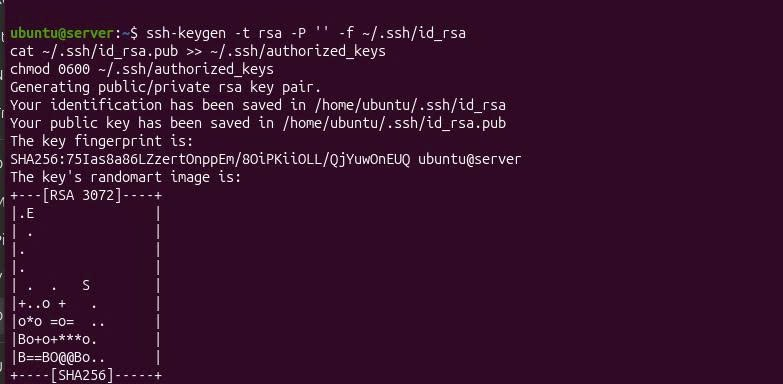 ubuntu@server:~$ ssh-keygen -t rsa -P '' -f ~/.ssh/id_rsa
cat ~/.ssh/id_rsa.pub >> ~/.ssh/authorized_keys
chmod 0600 ~/.ssh/authorized_keys
Generating public/private rsa key pair.
Your identification has been saved in /home/ubuntu/.ssh/id_rsa
Your public key has been saved in /home/ubuntu/.ssh/id_rsa.pub
The key fingerprint is:
SHA256:75Ias8a86LZzertOnppEm/8OiPKiiOLL/QjYuwOnEUQ ubuntu@server
The key's randomart image is:
+---[RSA 3072]----+
|.E               |
| .               |
|.                |
|.                |
| .  .   S        |
|+..o +   .       |
|o*o =o=  ..      |
|Bo+o+***o.       |
|B==BO@@Bo..      |
+----[SHA256]-----+